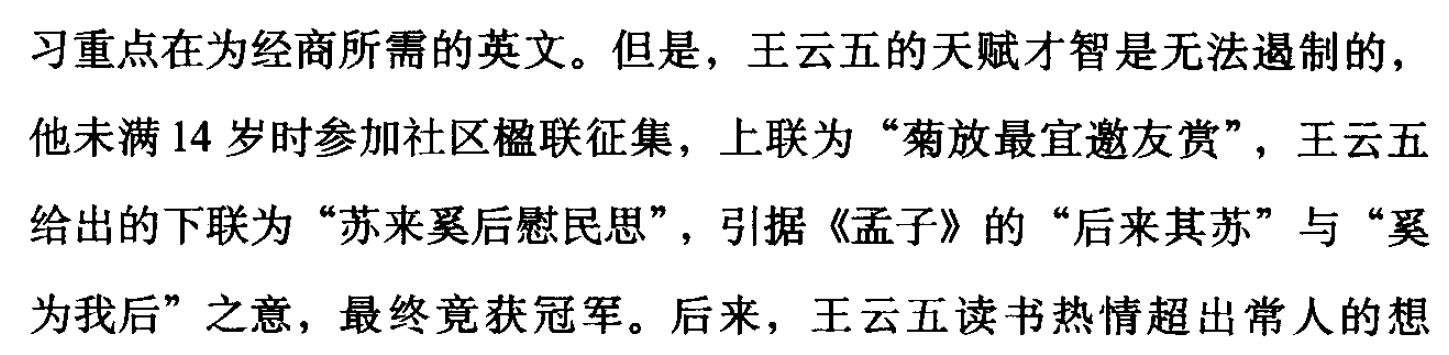 习重点在为经商所需的英文。但是，王云五的天赋才智是无法遏制的，
他未满14岁时参加社区楹联征集，上联为“菊放最宜邀友赏”，王云五
给出的下联为“苏来奚后慰民思”，引据《孟子》的“后来其苏”与“奚
为我后”之意，最终竟获冠军。后来，王云五读书热情超出常人的想